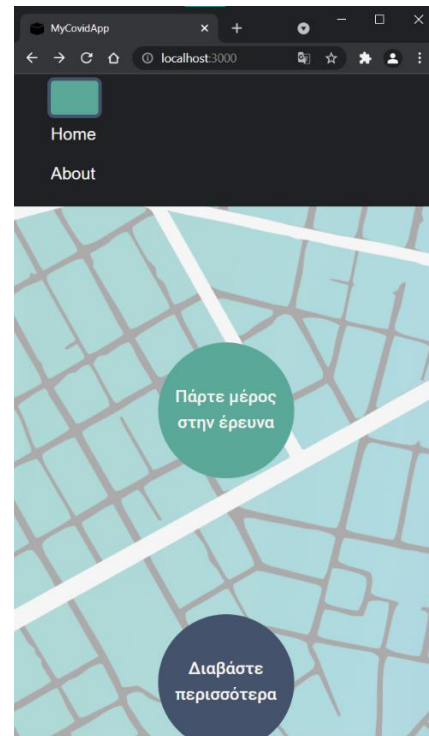 MyCovidApp
localhost:3000
Home
About
Πάρτε μέρος
στην έρευνα
Διαβάστε
περισσότερα